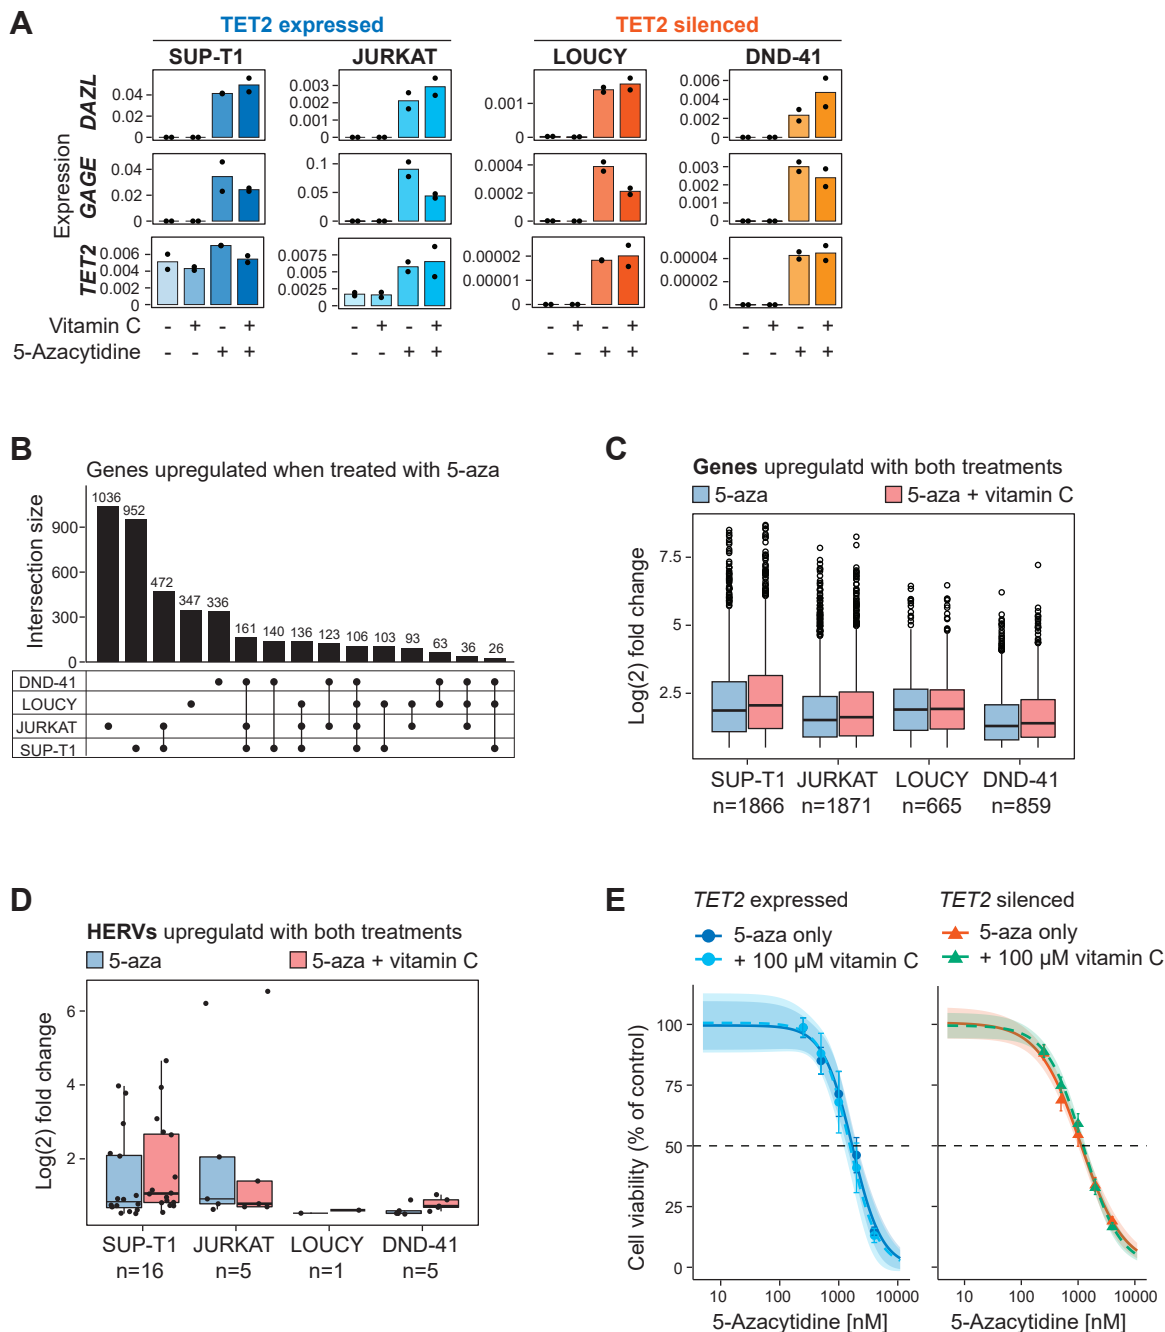 A
TET2 expressed
TET2 silenced
SUP-T1
JURKAT
LOUCY
DND-41
Expression
DAZL
0.04
0.02
0
0.003
0.002
0.001
0
0.001
0
0.006
0.004
0.002
0
GAGE
0.04
0.02
0
0.1
0.05
0
0.0004
0.0002
0
0.003
0.002
0.001
0
TET2
0.006
0.004
0.002
0
0.0075
0.005
0.0025
0
0.00002
0.00001
0
0.00004
0.00002
0
Vitamin C - + - + - + - + - + - + - + - +
5-Azacytidine - - + + - - + + - - + + - - + +
B
Genes upregulated when treated with 5-aza
Intersection size
900
600
300
0
1036
952
472
347
336
161
140
136
123
106
103
93
63
36
26
DND-41
LOUCY
JURKAT
SUP-T1
C
Genes upregulatd with both treatments
5-aza
5-aza + vitamin C
Log(2) fold change
7.5
5
2.5
SUP-T1 JURKAT LOUCY DND-41
n=1866 n=1871 n=665 n=859
D
HERVs upregulatd with both treatments
5-aza
5-aza + vitamin C
Log(2) fold change
6
4
2
SUP-T1 JURKAT LOUCY DND-41
n=16 n=5 n=1 n=5
E
TET2 expressed
5-aza only
+ 100 µM vitamin C
TET2 silenced
5-aza only
+ 100 µM vitamin C
Cell viability (% of control)
100
75
50
25
0
10 100 1000 10000
10 100 1000 10000
5-Azacytidine [nM]
5-Azacytidine [nM]